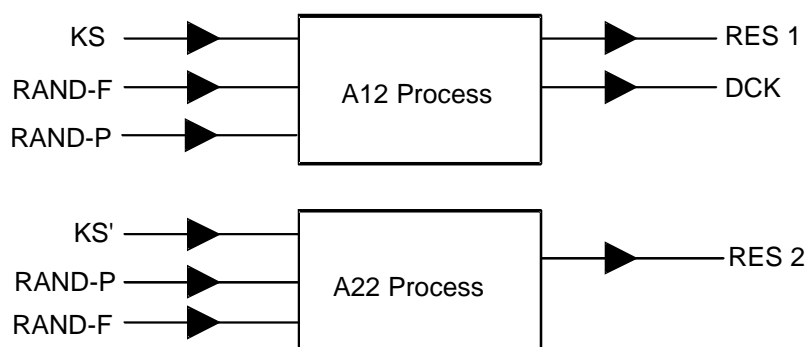 KS
RAND-F
RAND-P
A12 Process
RES 1
DCK
KS'
RAND-P
RAND-F
A22 Process
RES 2